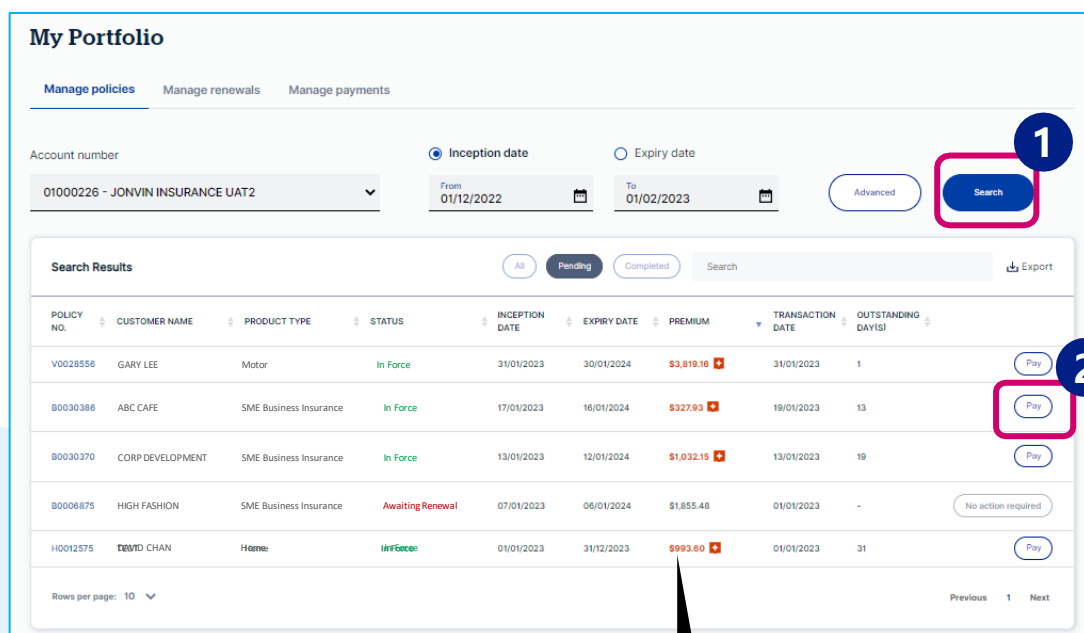 My Portfolio
Manage policies Manage renewals Manage payments
1
Account number Inception date Expiry date
01000226 - JONVIN INSURANCE UAT2 From 01/12/2022 To 01/02/2023 Advanced Search
Search Results All Pending Completed Search Export
POLICY NO. CUSTOMER NAME PRODUCT TYPE STATUS INCEPTION DATE EXPIRY DATE PREMIUM TRANSACTION DATE OUTSTANDING DAY(S)
V0028556 GARY LEE Motor In Force 31/01/2023 30/01/2024 $3,819.16 31/01/2023 1 Pay
2
B0030386 ABC CAFE SME Business Insurance In Force 17/01/2023 16/01/2024 $327.93 19/01/2023 13 Pay
B0030370 CORP DEVELOPMENT SME Business Insurance In Force 13/01/2023 12/01/2024 $1,032.15 13/01/2023 19 Pay
B0006875 HIGH FASHION SME Business Insurance Awaiting Renewal 07/01/2023 06/01/2024 $1,855.48 01/01/2023 - No action required
H0012575 DAVID CHAN Home In Force 01/01/2023 31/12/2023 $993.60 01/01/2023 31 Pay
Rows per page: 10 Previous 1 Next